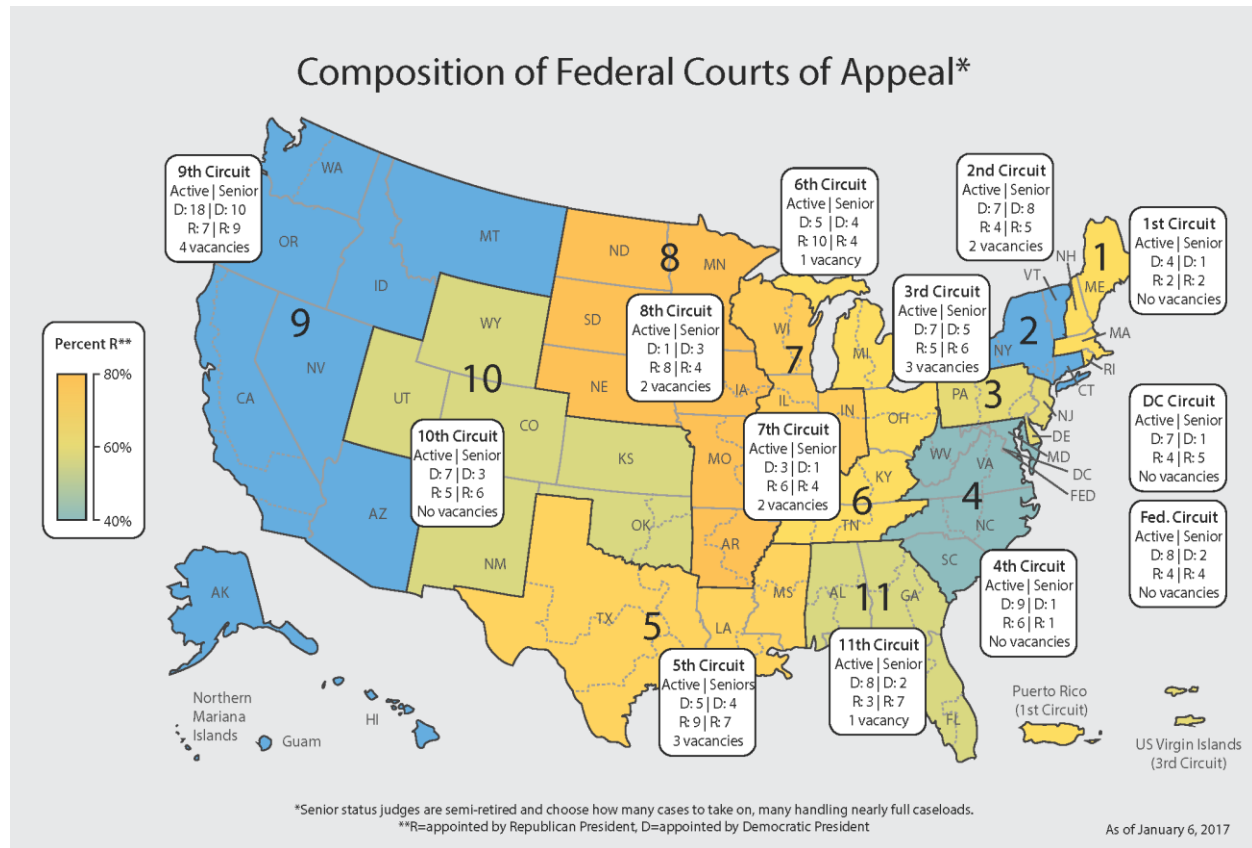 Composition of Federal Courts of Appeal*
9th Circuit
Active | Senior
D: 18 | D: 10
R: 7 | R: 9
4 vacancies
6th Circuit
Active | Senior
D: 5 | D: 4
R: 10 | R: 4
1 vacancy
2nd Circuit
Active | Senior
D: 7 | D: 8
R: 4 | R: 5
2 vacancies
1st Circuit
Active | Senior
D: 4 | D: 1
R: 2 | R: 2
No vacancies
8th Circuit
Active | Senior
D: 1 | D: 3
R: 8 | R: 4
2 vacancies
3rd Circuit
Active | Senior
D: 7 | D: 5
R: 5 | R: 6
3 vacancies
Percent R**
80%
60%
40%
10th Circuit
Active | Senior
D: 7 | D: 3
R: 5 | R: 6
No vacancies
7th Circuit
Active | Senior
D: 3 | D: 1
R: 6 | R: 4
2 vacancies
DC Circuit
Active | Senior
D: 7 | D: 1
R: 4 | R: 5
No vacancies
Fed. Circuit
Active | Senior
D: 8 | D: 2
R: 4 | R: 4
No vacancies
4th Circuit
Active | Senior
D: 9 | D: 1
R: 6 | R: 1
No vacancies
5th Circuit
Active | Seniors
D: 5 | D: 4
R: 9 | R: 7
3 vacancies
11th Circuit
Active | Senior
D: 8 | D: 2
R: 3 | R: 7
1 vacancy
WA
OR
MT
ID
9
NV
CA
AZ
AK
HI
Northern
Mariana
Islands
Guam
WY
10
UT
CO
KS
OK
NM
ND
8
MN
SD
NE
IA
MO
AR
WI
7
IL
IN
MI
OH
KY
6
TN
TX
5
LA
MS
AL
11
GA
FL
WV
VA
4
NC
SC
PA
3
NJ
DE
MD
DC
FED
NY
2
VT
CT
NH
1
ME
MA
RI
Puerto Rico
(1st Circuit)
US Virgin Islands
(3rd Circuit)
*Senior status judges are semi-retired and choose how many cases to take on, many handling nearly full caseloads.
**R=appointed by Republican President, D=appointed by Democratic President
As of January 6, 2017